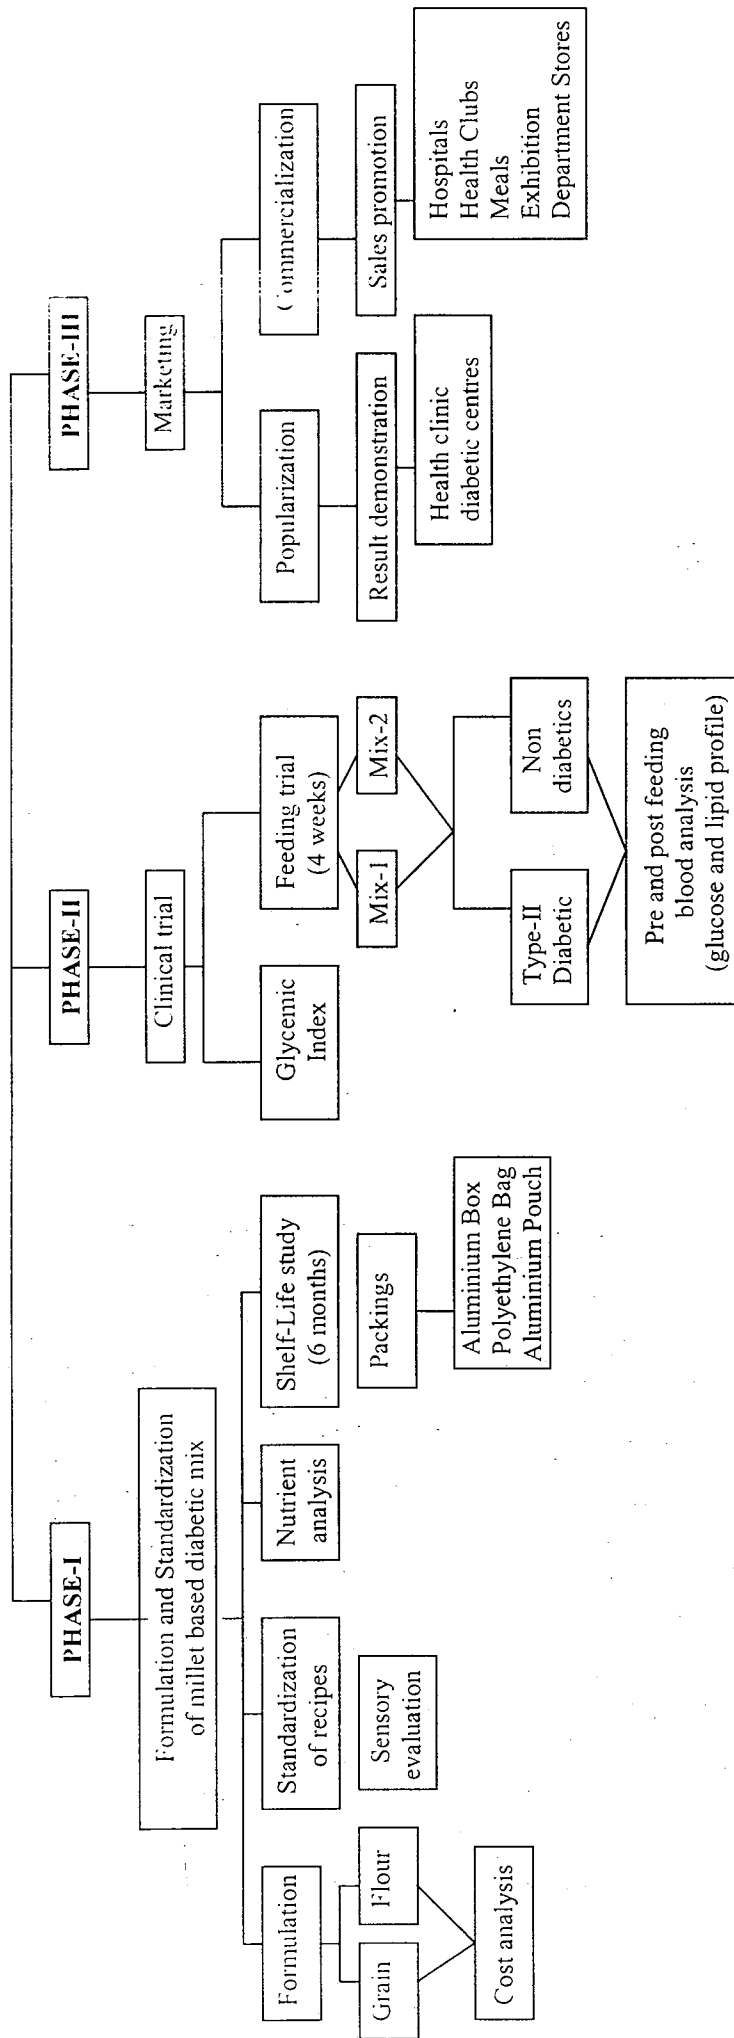 PHASE-I
Formulation and Standardization
of millet based diabetic mix
Formulation
Grain
Flour
Cost analysis
Standardization
of recipes
Sensory
evaluation
Nutrient
analysis
Shelf-Life study
(6 months)
Packings
Aluminium Box
Polyethylene Bag
Aluminium Pouch
PHASE-II
Clinical trial
Glycemic
Index
Feeding trial
(4 weeks)
Mix-1
Mix-2
Type-II
Diabetic
Non
diabetics
Pre and post feeding
blood analysis
(glucose and lipid profile)
PHASE-III
Marketing
Popularization
Result demonstration
Health clinic
diabetic centres
Commercialization
Sales promotion
Hospitals
Health Clubs
Meals
Exhibition
Department Stores